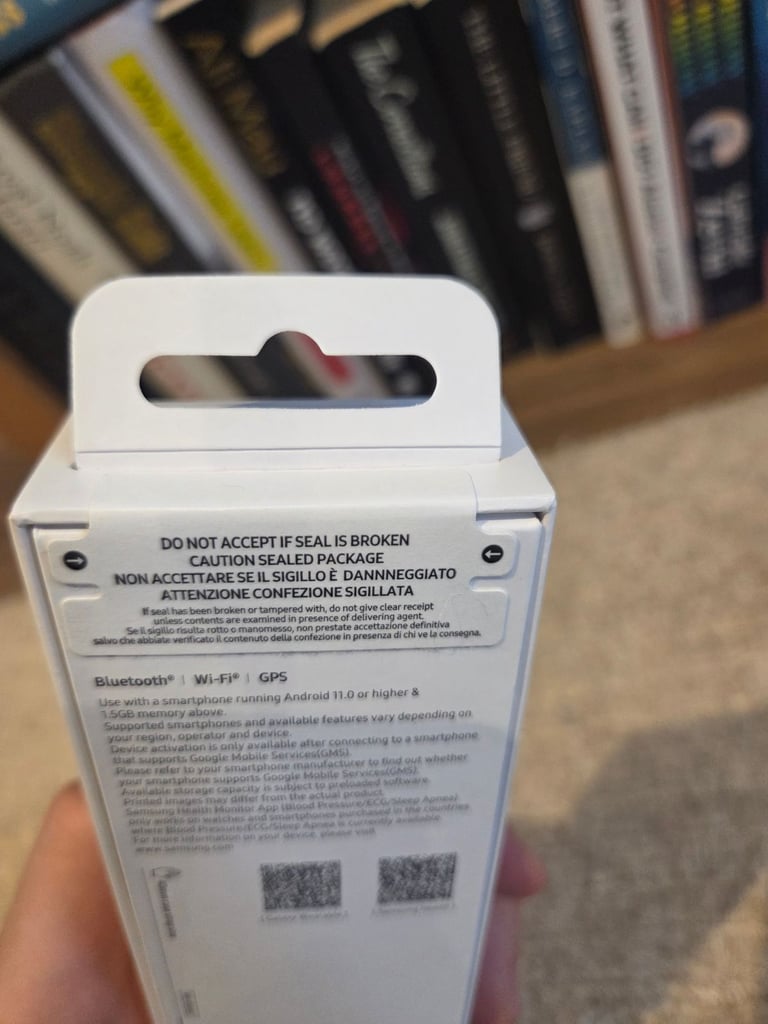 Ali May
DO NOT ACCEPT IF SEAL IS BROKEN
CAUTION SEALED PACKAGE
NON ACCETTARE SE IL SIGILLO È DANNNEGGIATO
ATTENZIONE CONFEZIONE SIGILLATA
If seal has been broken or tampered with, do not give clear receipt
unless contents are examined in presence of delivering agent.
Se il sigillo risulta rotto o manomesso, non prestate accettazione definitiva
salvo che abbiate verificato il contenuto della confezione in presenza di chi ve la consegna.
Bluetooth® | Wi-Fi® | GPS
Use with a smartphone running Android 11.0 or higher &
1.5GB memory above.
Supported smartphones and available features vary depending on
your region, operator and device.
Device activation is only available after connecting to a smartphone
that supports Google Mobile Services(GMS).
Please refer to your smartphone manufacturer to find out whether
your smartphone supports Google Mobile Services(GMS).
Available storage capacity is subject to preloaded software.
Printed images may differ from the actual product.
Samsung Health Monitor App (Blood Pressure/ECG/Sleep Apnea)
only works on watches and smartphones purchased in the countries
where Blood Pressure/ECG/Sleep Apnea is currently available.
For more information on your device, please visit
www.samsung.com